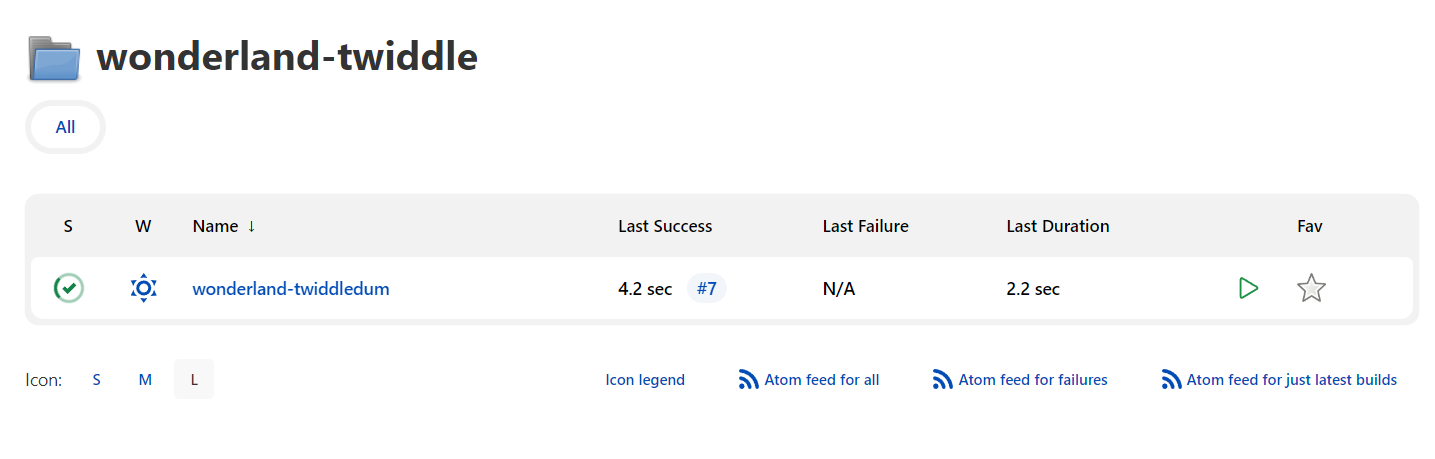 wonderland-twiddle
All
S W Name ↓ Last Success Last Failure Last Duration Fav
wonderland-twiddledum 4.2 sec #7 N/A 2.2 sec
Icon: S M L Icon legend Atom feed for all Atom feed for failures Atom feed for just latest builds